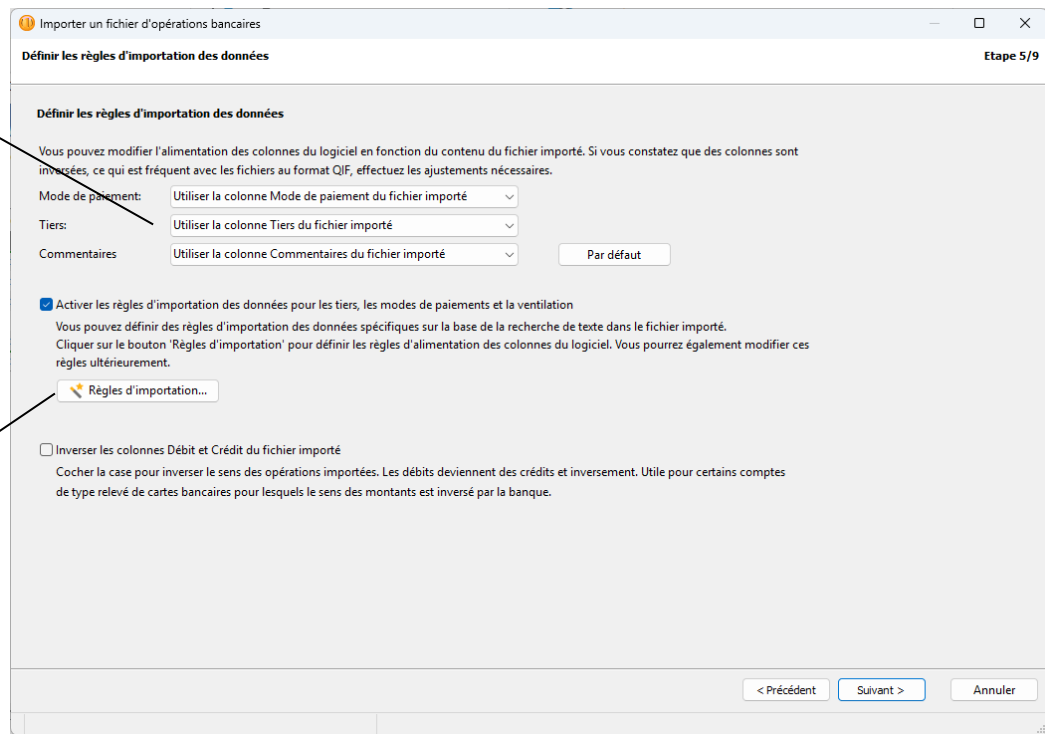 Importer un fichier d'opérations bancaires
Définir les règles d'importation des données
Etape 5/9
Définir les règles d'importation des données
Vous pouvez modifier l'alimentation des colonnes du logiciel en fonction du contenu du fichier importé. Si vous constatez que des colonnes sont
inversées, ce qui est fréquent avec les fichiers au format QIF, effectuez les ajustements nécessaires.
Mode de paiement: Utiliser la colonne Mode de paiement du fichier importé
Tiers: Utiliser la colonne Tiers du fichier importé
Commentaires Utiliser la colonne Commentaires du fichier importé Par défaut
Activer les règles d'importation des données pour les tiers, les modes de paiements et la ventilation
Vous pouvez définir des règles d'importation des données spécifiques sur la base de la recherche de texte dans le fichier importé.
Cliquer sur le bouton 'Règles d'importation' pour définir les règles d'alimentation des colonnes du logiciel. Vous pourrez également modifier ces
règles ultérieurement.
Règles d'importation...
Inverser les colonnes Débit et Crédit du fichier importé
Cocher la case pour inverser le sens des opérations importées. Les débits deviennent des crédits et inversement. Utile pour certains comptes
de type relevé de cartes bancaires pour lesquels le sens des montants est inversé par la banque.
< Précédent Suivant > Annuler